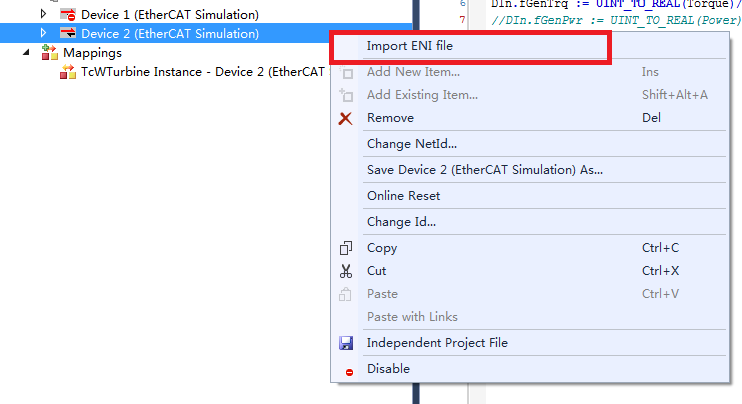 Device 1 (EtherCAT Simulation)
Device 2 (EtherCAT Simulation)
Mappings
TcWTurbine Instance - Device 2 (EtherCAT
6 DIn.fGenTrq := UINT_TO_REAL(Torque)/
7 //DIn.fGenPwr := UINT_TO_REAL(Power)
Import ENI file
Add New Item... Ins
Add Existing Item... Shift+Alt+A
Remove Del
Change NetId...
Save Device 2 (EtherCAT Simulation) As...
Online Reset
Change Id...
Copy Ctrl+C
Cut Ctrl+X
Paste Ctrl+V
Paste with Links
Independent Project File
Disable